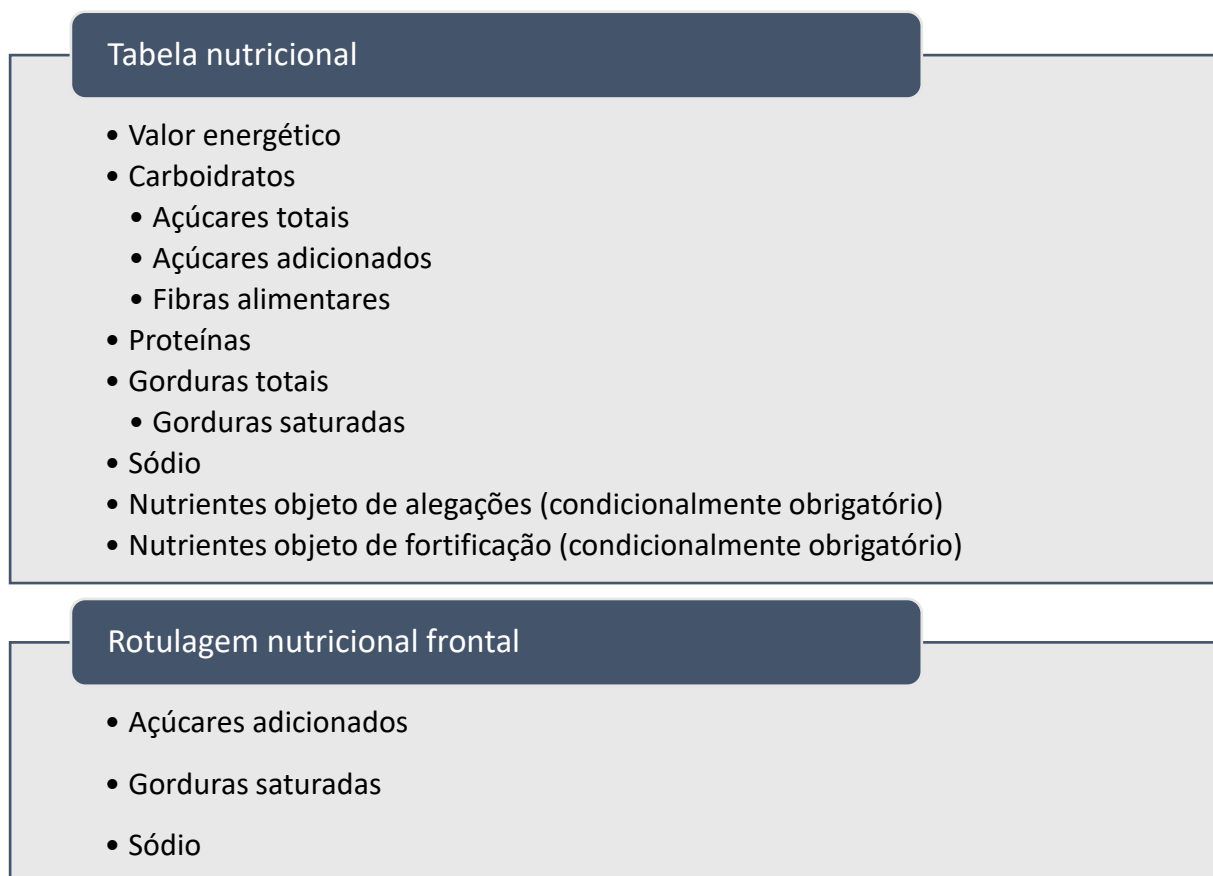 Tabela nutricional
• Valor energético
• Carboidratos
• Açúcares totais
• Açúcares adicionados
• Fibras alimentares
• Proteínas
• Gorduras totais
• Gorduras saturadas
• Sódio
• Nutrientes objeto de alegações (condicionalmente obrigatório)
• Nutrientes objeto de fortificação (condicionalmente obrigatório)
Rotulagem nutricional frontal
• Açúcares adicionados
• Gorduras saturadas
• Sódio